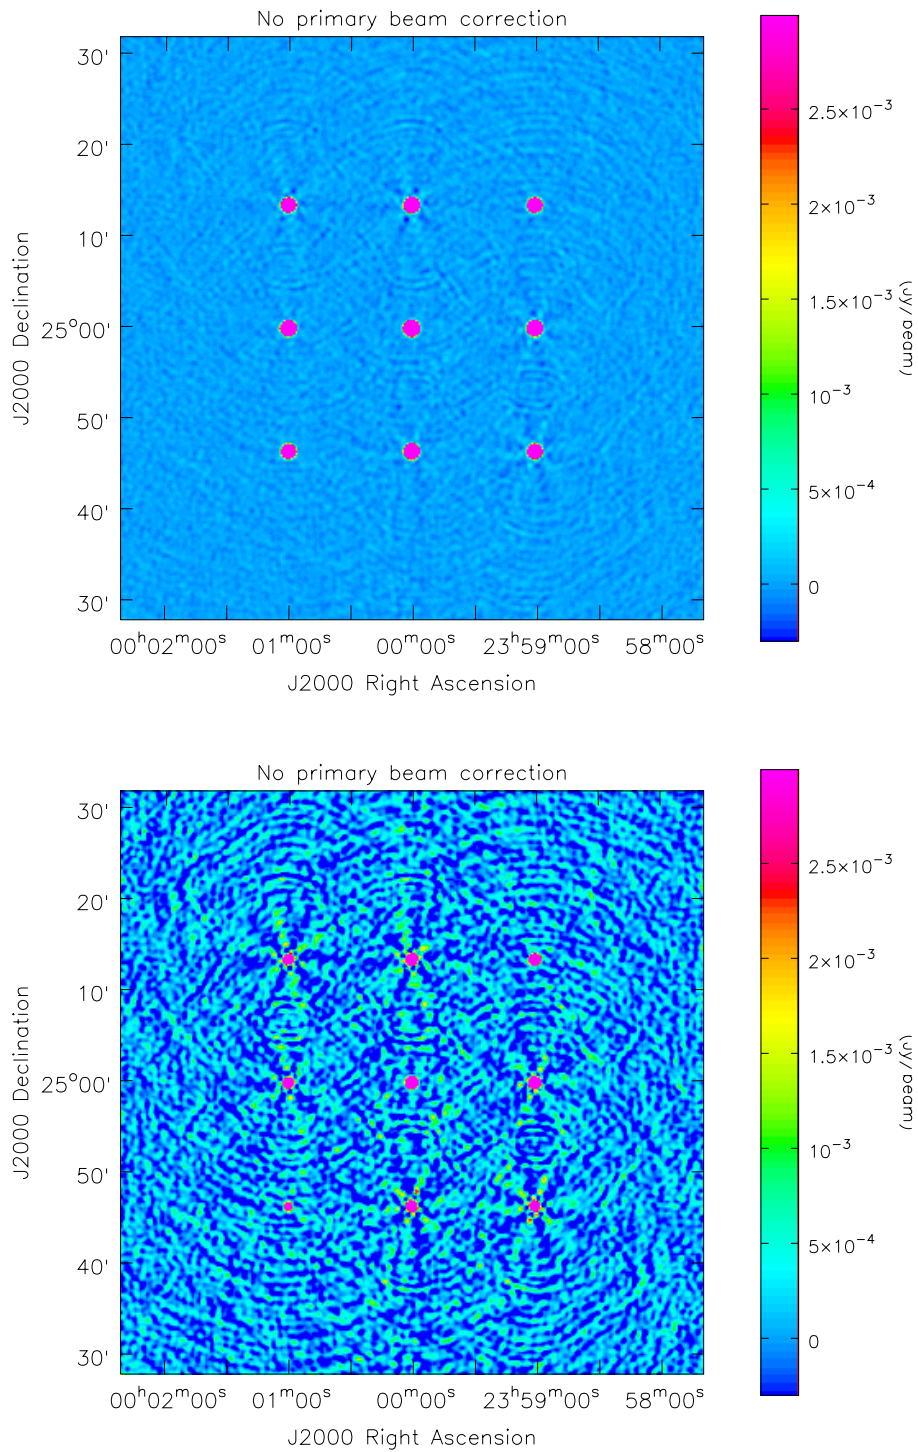 No primary beam correction
30'
20'
10'
25°00'
50'
40'
30'
J2000 Declination
00ʰ02ᵐ00ˢ 01ᵐ00ˢ 00ᵐ00ˢ 23ʰ59ᵐ00ˢ 58ᵐ00ˢ
J2000 Right Ascension
2.5×10⁻³
2×10⁻³
1.5×10⁻³
10⁻³
5×10⁻⁴
0
(Jy/beam)
No primary beam correction
30'
20'
10'
25°00'
50'
40'
30'
J2000 Declination
00ʰ02ᵐ00ˢ 01ᵐ00ˢ 00ᵐ00ˢ 23ʰ59ᵐ00ˢ 58ᵐ00ˢ
J2000 Right Ascension
2.5×10⁻³
2×10⁻³
1.5×10⁻³
10⁻³
5×10⁻⁴
0
(Jy/beam)